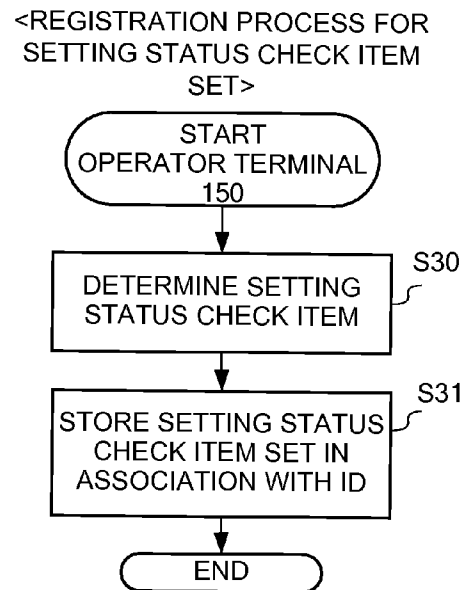 <REGISTRATION PROCESS FOR
SETTING STATUS CHECK ITEM
SET>
START
OPERATOR TERMINAL
150
S30
DETERMINE SETTING
STATUS CHECK ITEM
S31
STORE SETTING STATUS
CHECK ITEM SET IN
ASSOCIATION WITH ID
END